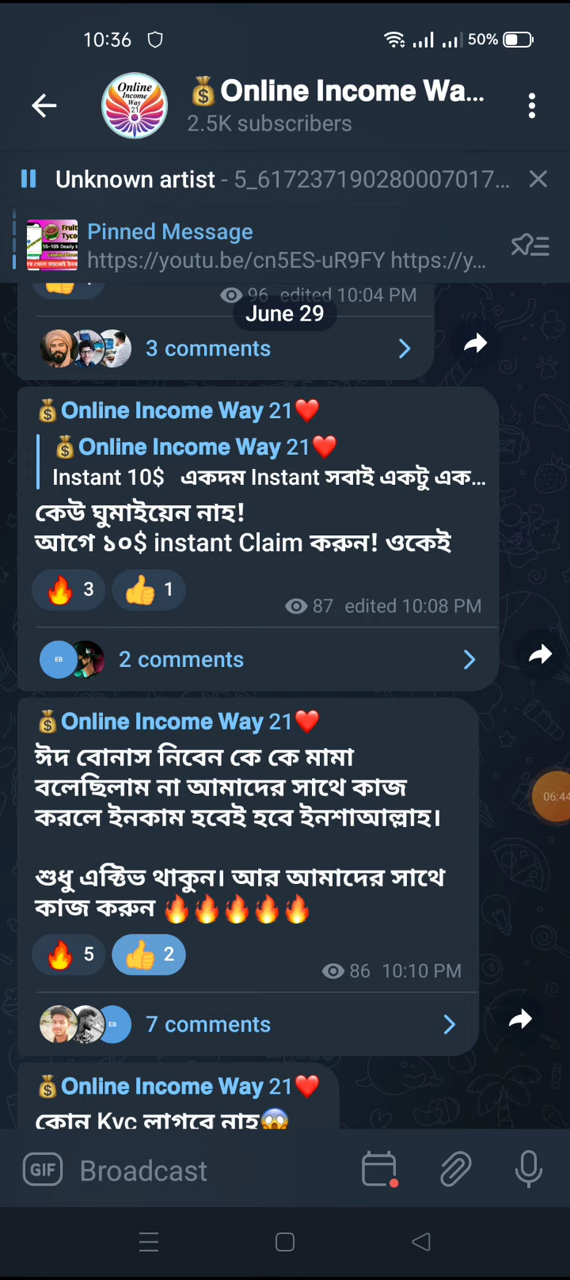 10:36
50%
Online
Income
Way
21
💰Online Income Wa...
2.5K subscribers
Unknown artist - 5_617237190280007017...
Pinned Message
https://youtu.be/cn5ES-uR9FY https://y...
96 edited 10:04 PM
June 29
3 comments
💰Online Income Way 21❤️
💰Online Income Way 21❤️
Instant 10$ একদম Instant সবাই একটু এক...
কেউ ঘুমাইয়েন নাহ!
আগে ১০$ instant Claim করুন! ওকেই
🔥 3 👍 1
87 edited 10:08 PM
EB
2 comments
💰Online Income Way 21❤️
ঈদ বোনাস নিবেন কে কে মামা
বলেছিলাম না আমাদের সাথে কাজ
করলে ইনকাম হবেই হবে ইনশাআল্লাহ।
06:44
শুধু এক্টিভ থাকুন। আর আমাদের সাথে
কাজ করুন 🔥🔥🔥🔥🔥
🔥 5 👍 2
86 10:10 PM
EB
7 comments
💰Online Income Way 21❤️
কোন Kyc লাগবে নাহ😱
GIF Broadcast